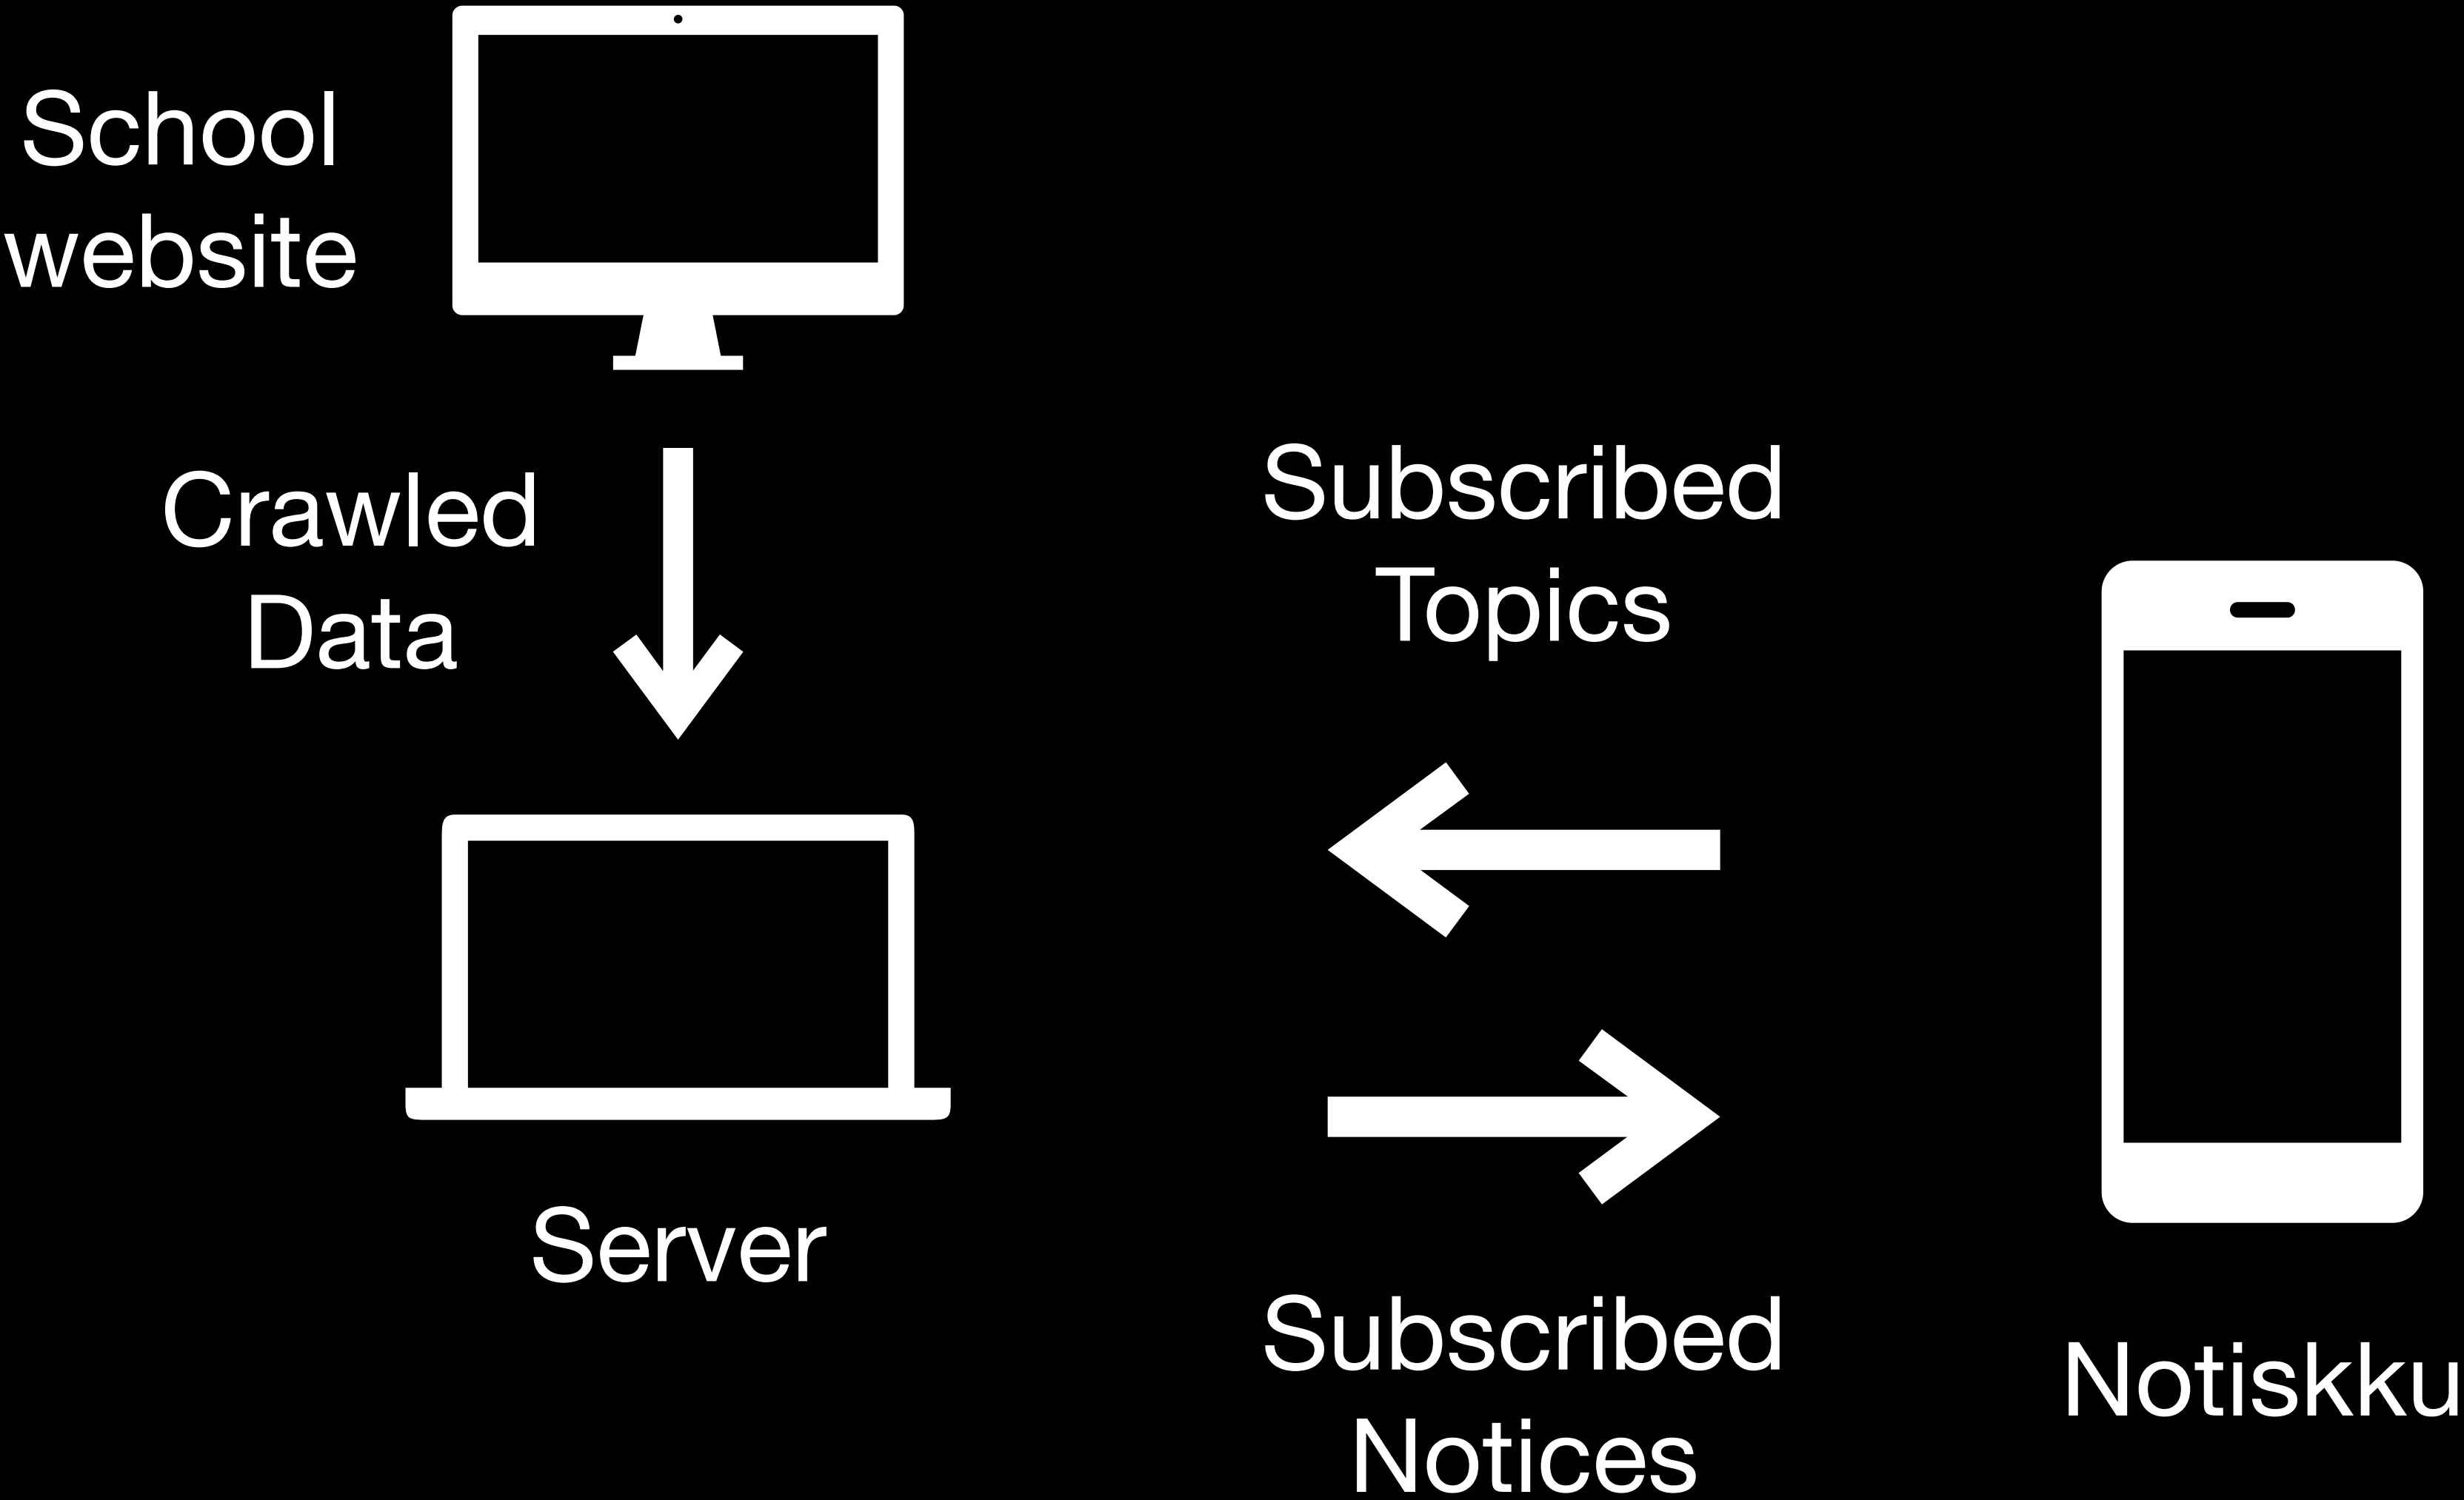 School
website
Crawled
Data
Subscribed
Topics
Server
Subscribed
Notices
Notiskku